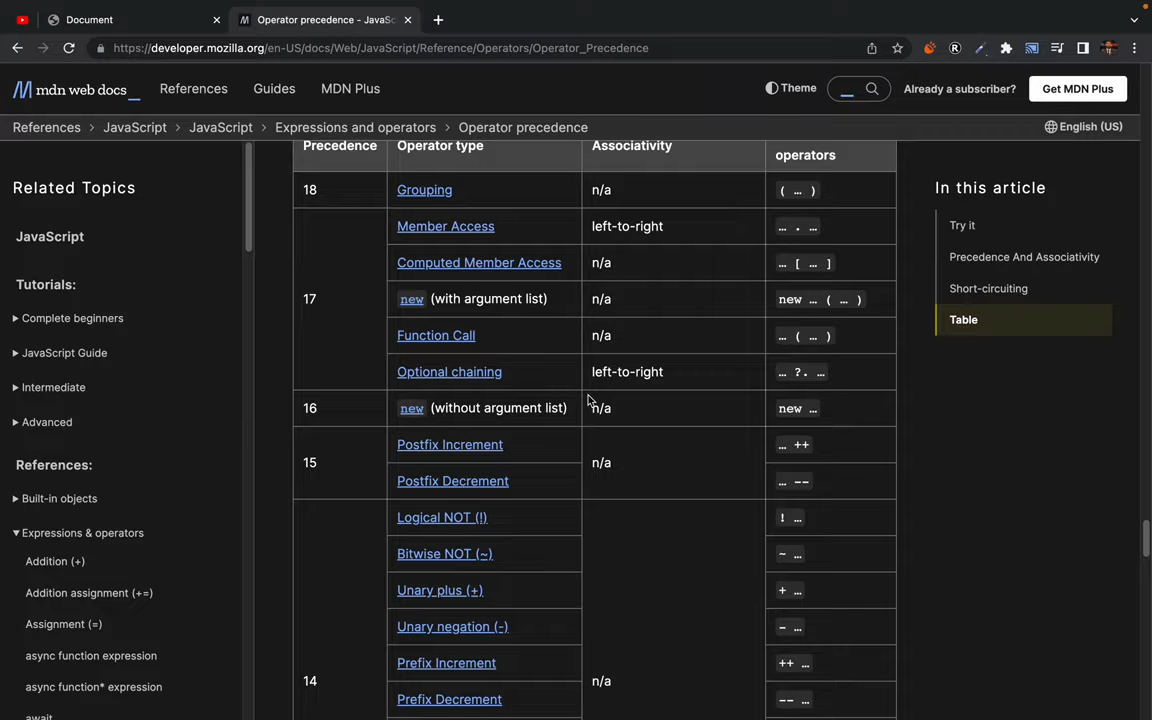 Document
Operator precedence - JavaSc
https://developer.mozilla.org/en-US/docs/Web/JavaScript/Reference/Operators/Operator_Precedence
mdn web docs_
References
Guides
MDN Plus
Theme
Already a subscriber?
Get MDN Plus
References > JavaScript > JavaScript > Expressions and operators > Operator precedence
English (US)
Related Topics
JavaScript
Tutorials:
Complete beginners
JavaScript Guide
Intermediate
Advanced
References:
Built-in objects
Expressions & operators
Addition (+)
Addition assignment (+=)
Assignment (=)
async function expression
async function* expression
await
Precedence Operator type Associativity operators
18 Grouping n/a ( … )
17 Member Access left-to-right … . …
Computed Member Access n/a … [ … ]
new (with argument list) n/a new … ( … )
Function Call n/a … ( … )
Optional chaining left-to-right … ?. …
16 new (without argument list) n/a new …
15 Postfix Increment n/a … ++
Postfix Decrement … --
14 Logical NOT (!) n/a ! …
Bitwise NOT (~) ~ …
Unary plus (+) + …
Unary negation (-) - …
Prefix Increment ++ …
Prefix Decrement -- …
In this article
Try it
Precedence And Associativity
Short-circuiting
Table